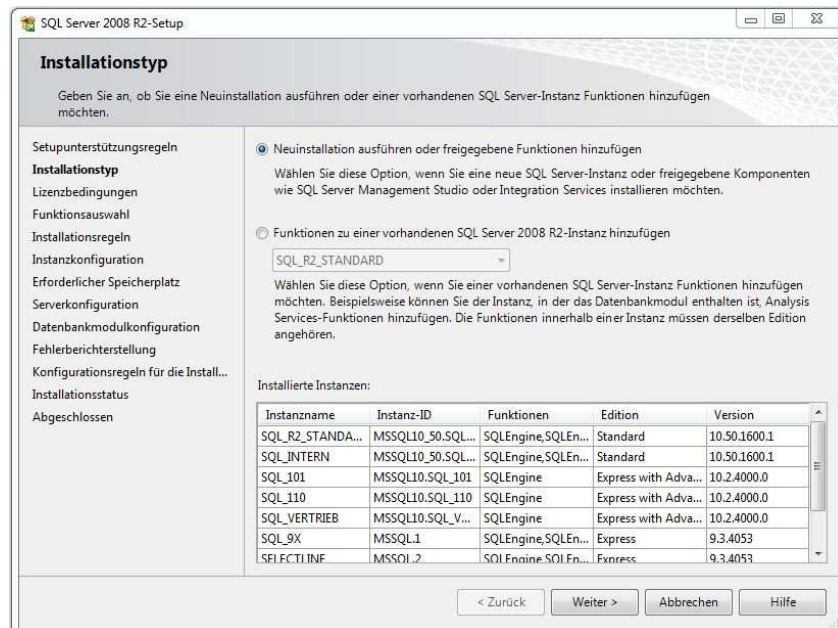 SQL Server 2008 R2-Setup
Installationstyp
Geben Sie an, ob Sie eine Neuinstallation ausführen oder einer vorhandenen SQL Server-Instanz Funktionen hinzufügen
möchten.
Setupunterstützungsregeln
Installationstyp
Lizenzbedingungen
Funktionsauswahl
Installationsregeln
Instanzkonfiguration
Erforderlicher Speicherplatz
Serverkonfiguration
Datenbankmodulkonfiguration
Fehlerberichterstellung
Konfigurationsregeln für die Install...
Installationsstatus
Abgeschlossen
Neuinstallation ausführen oder freigegebene Funktionen hinzufügen
Wählen Sie diese Option, wenn Sie eine neue SQL Server-Instanz oder freigegebene Komponenten
wie SQL Server Management Studio oder Integration Services installieren möchten.
Funktionen zu einer vorhandenen SQL Server 2008 R2-Instanz hinzufügen
SQL_R2_STANDARD
Wählen Sie diese Option, wenn Sie einer vorhandenen SQL Server-Instanz Funktionen hinzufügen
möchten. Beispielsweise können Sie der Instanz, in der das Datenbankmodul enthalten ist, Analysis
Services-Funktionen hinzufügen. Die Funktionen innerhalb einer Instanz müssen derselben Edition
angehören.
Installierte Instanzen:
Instanzname Instanz-ID Funktionen Edition Version
SQL_R2_STANDA... MSSQL10_50.SQL... SQLEngine,SQLEn... Standard 10.50.1600.1
SQL_INTERN MSSQL10_50.SQL... SQLEngine,SQLEn... Standard 10.50.1600.1
SQL_101 MSSQL10.SQL_101 SQLEngine Express with Adva... 10.2.4000.0
SQL_110 MSSQL10.SQL_110 SQLEngine Express with Adva... 10.2.4000.0
SQL_VERTRIEB MSSQL10.SQL_V... SQLEngine Express with Adva... 10.2.4000.0
SQL_9X MSSQL.1 SQLEngine,SQLEn... Express 9.3.4053
SELECTLINE MSSQL.2 SQLEngine,SQLEn... Express 9.3.4053
< Zurück Weiter > Abbrechen Hilfe